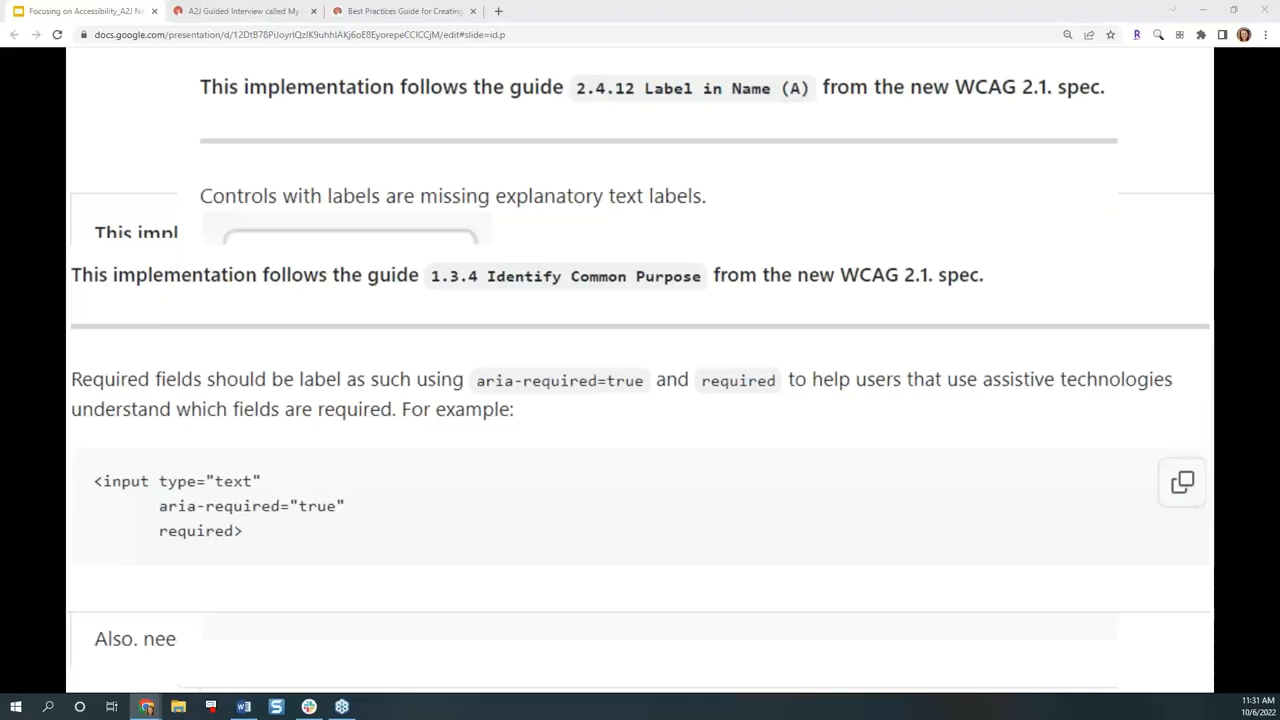 Focusing on Accessibility_A2J Ne
A2J Guided Interview called My
Best Practices Guide for Creating
docs.google.com/presentation/d/12DtB78PiJoyrIQzIK9uhhIAKj6oE8EyorepeCCICCjM/edit#slide=id.p
This implementation follows the guide 2.4.12 Label in Name (A) from the new WCAG 2.1. spec.
Controls with labels are missing explanatory text labels.
This impl
This implementation follows the guide 1.3.4 Identify Common Purpose from the new WCAG 2.1. spec.
Required fields should be label as such using aria-required=true and required to help users that use assistive technologies
understand which fields are required. For example:
<input type="text"
aria-required="true"
required>
Also. nee
11:31 AM
10/6/2022